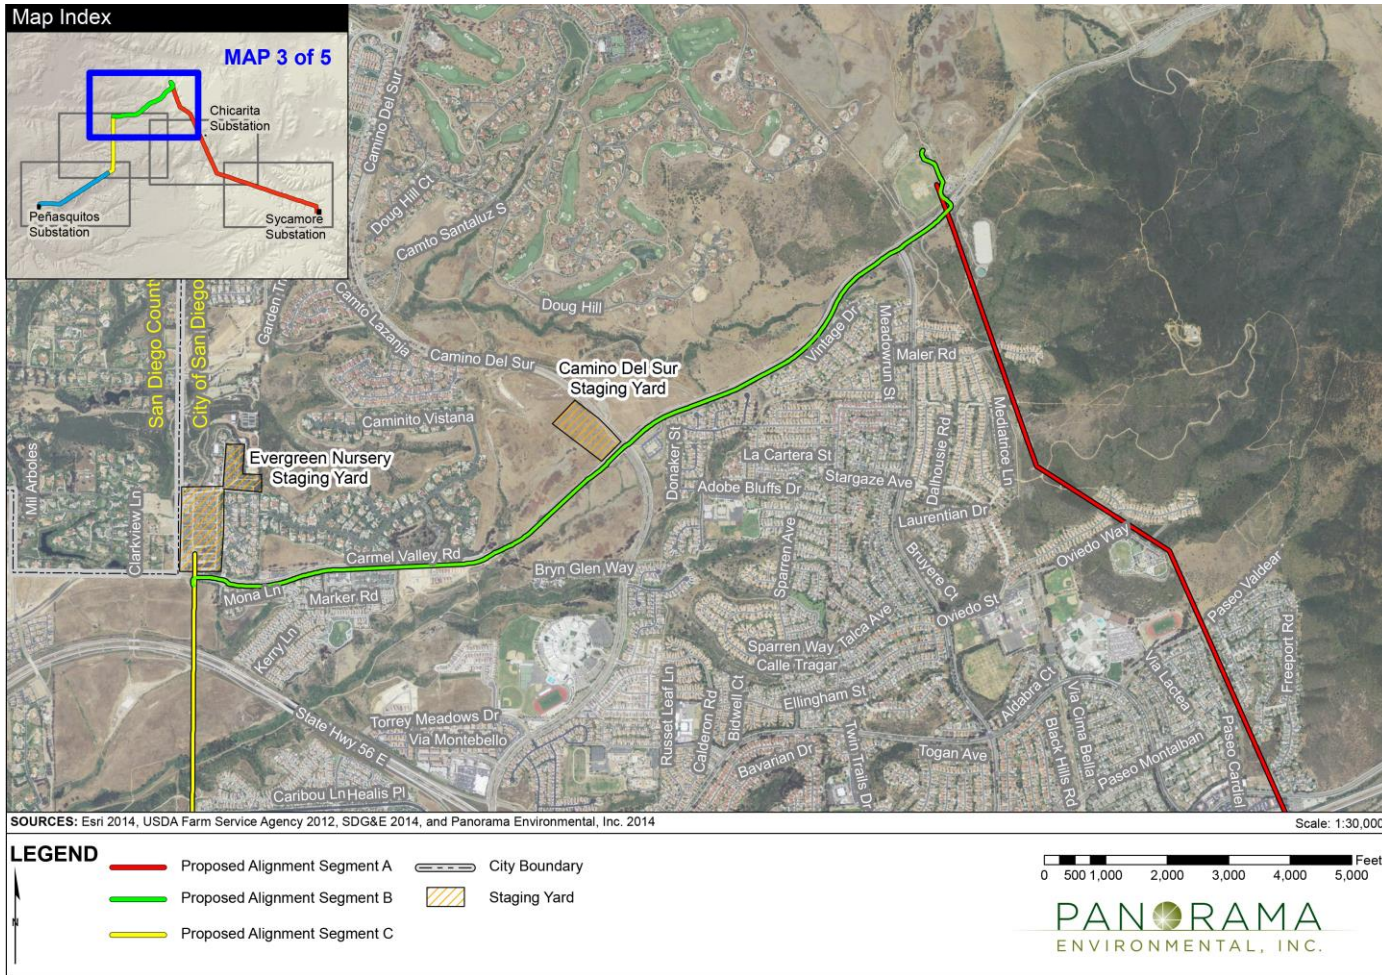 Map Index
MAP 3 of 5
Chicarita
Substation
Peñasquitos
Substation
Sycamore
Substation
Camino Del Sur
Doug Hill Ct
Camto Santaluz S
Doug Hill
San Diego County
City of San Diego
Garden Tr
Camto Lazanja
Camino Del Sur
Vintage Dr
Meadowrun St
Maler Rd
Camino Del Sur
Staging Yard
Caminito Vistana
Mil Arboles
Clarkview Ln
Evergreen Nursery
Staging Yard
Donaker St
La Cartera St
Adobe Bluffs Dr
Stargaze Ave
Dalhousie Rd
Mediatrice Ln
Laurentian Dr
Carmel Valley Rd
Bryn Glen Way
Mona Ln
Marker Rd
Kerry Ln
Sparren Ave
Bruyere Ct
Oviedo Way
Oviedo St
Paseo Valdear
Freeport Rd
Talca Ave
Sparren Way
Calle Tragar
Ellingham St
Russet Leaf Ln
Calderon Rd
Bidwell Ct
Aldabra Ct
Via Lactea
Via Cima Bella
Black Hills Rd
Paseo Montalban
Paseo Cardiel
State Hwy 56 E
Torrey Meadows Dr
Via Montebello
Bavarian Dr
Twin Trails Dr
Togan Ave
Caribou Ln
Healis Pl
SOURCES: Esri 2014, USDA Farm Service Agency 2012, SDG&E 2014, and Panorama Environmental, Inc. 2014
Scale: 1:30,000
LEGEND
N
Proposed Alignment Segment A
Proposed Alignment Segment B
Proposed Alignment Segment C
City Boundary
Staging Yard
Feet
0 500 1,000 2,000 3,000 4,000 5,000
PANORAMA
ENVIRONMENTAL, INC.